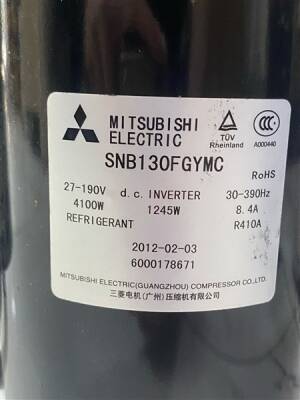 MITSUBISHI
ELECTRIC
TÜV
Rheinland
CCC
A000440
SNB130FGYMC
RoHS
27-190V d.c. INVERTER 30-390Hz
4100W 1245W 8.4A
REFRIGERANT R410A
2012-02-03
6000178671
MITSUBISHI ELECTRIC(GUANGZHOU) COMPRESSOR CO.,LTD.
三菱电机(广州)压缩机有限公司